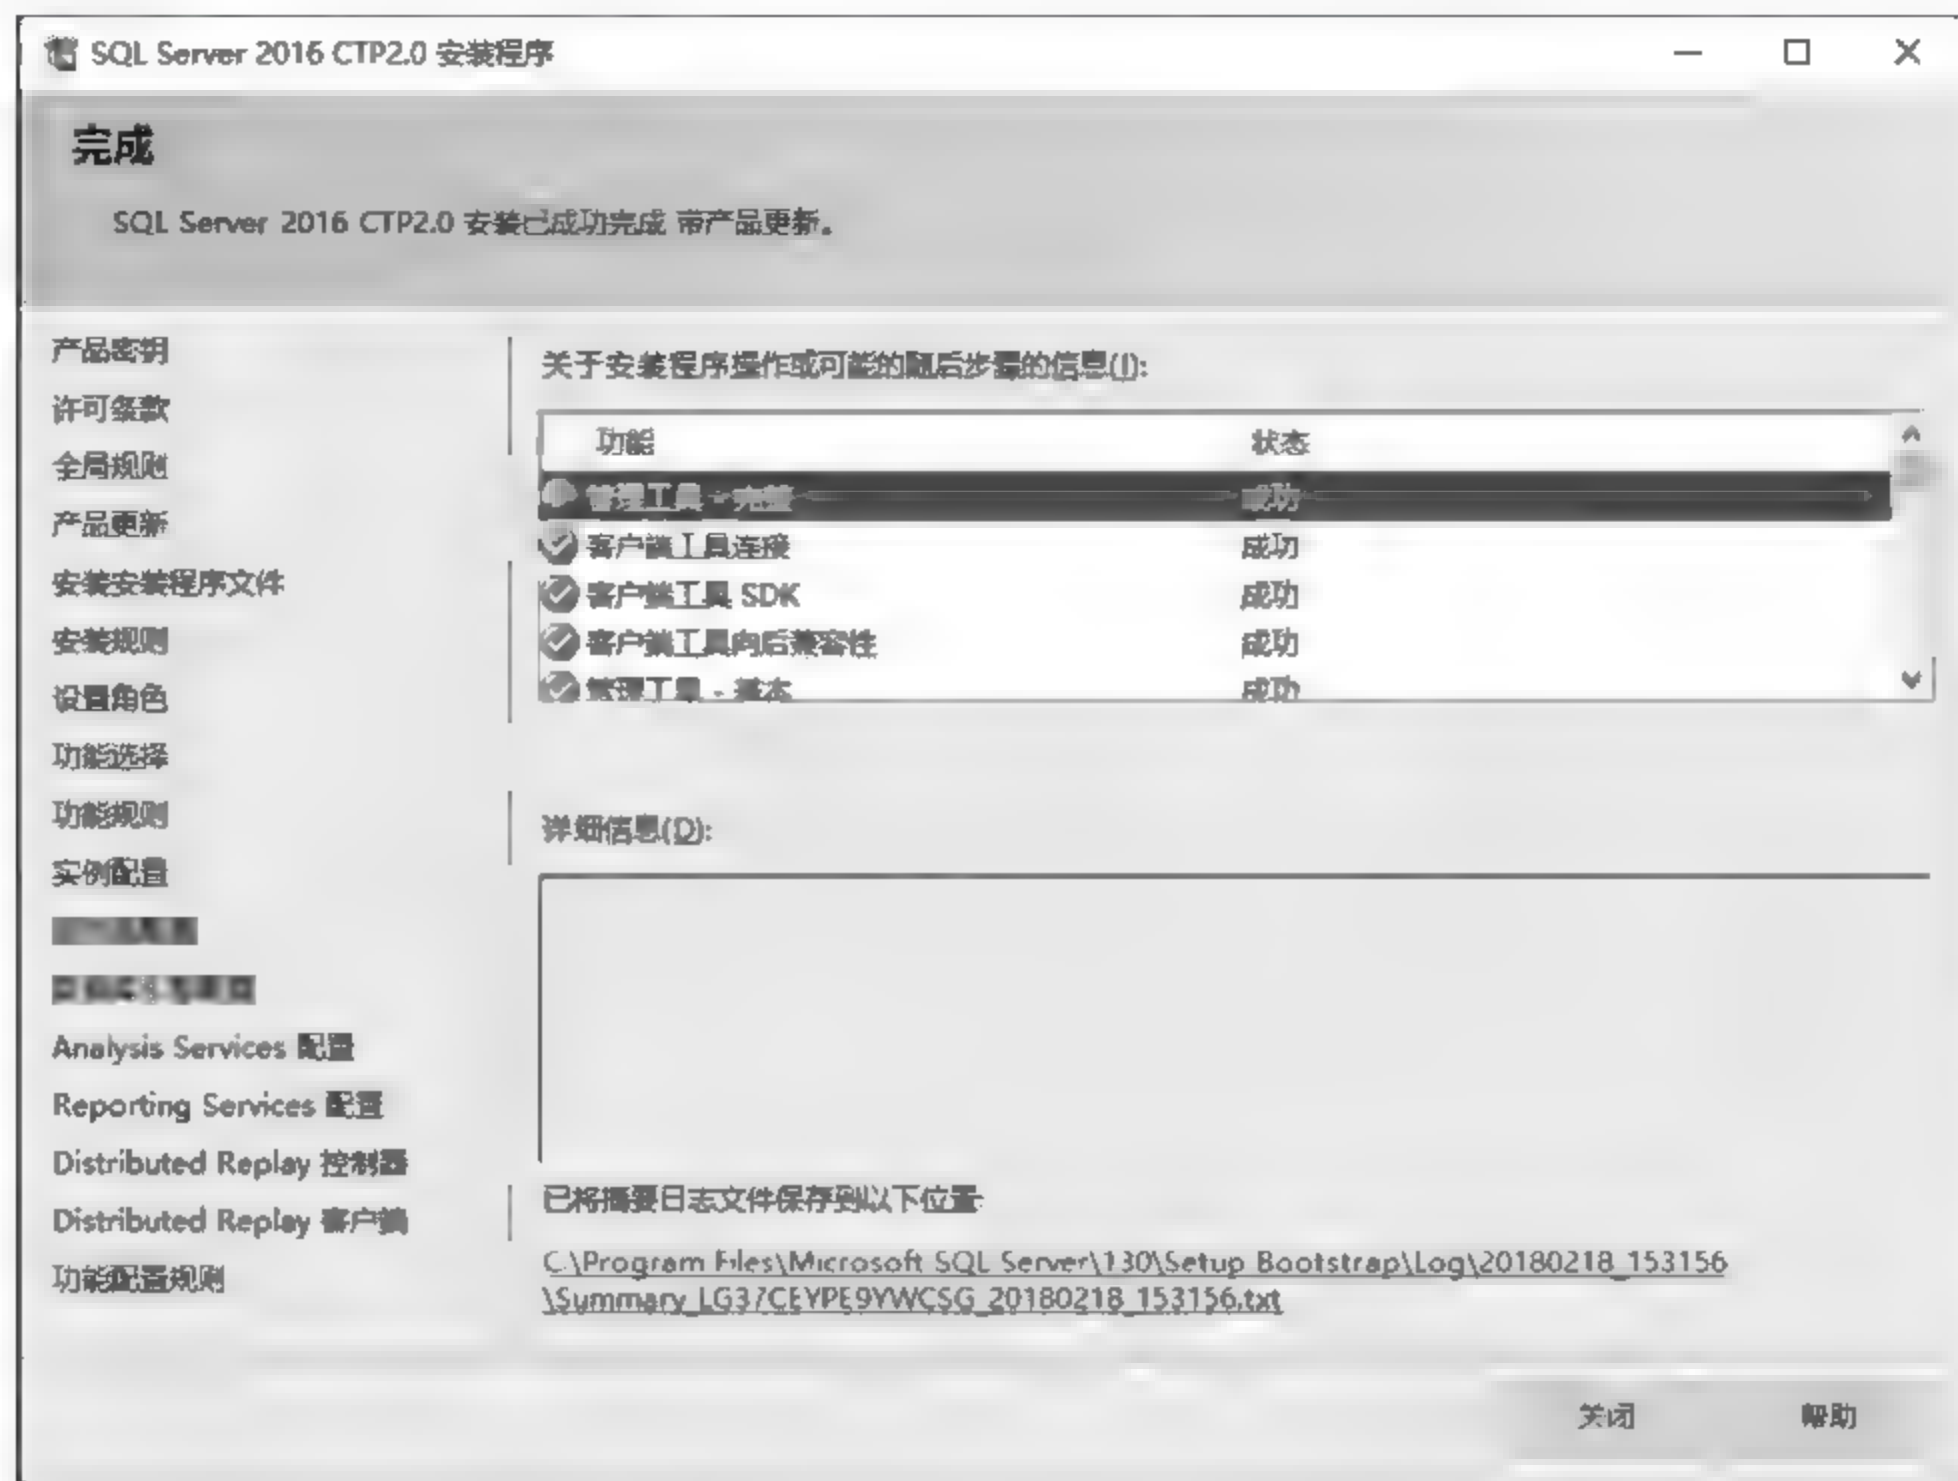 SQL Server 2016 CTP2.0 安装程序
完成
SQL Server 2016 CTP2.0 安装已成功完成 带产品更新。
产品密钥
许可条款
全局规则
产品更新
安装安装程序文件
安装规则
设置角色
功能选择
功能规则
实例配置
Analysis Services 配置
Reporting Services 配置
Distributed Replay 控制器
Distributed Replay 客户端
功能配置规则
关于安装程序操作或可能的随后步骤的信息(I):
功能 状态
管理工具 - 完整 成功
客户端工具连接 成功
客户端工具 SDK 成功
客户端工具向后兼容性 成功
管理工具 - 基本 成功
详细信息(D):
已将摘要日志文件保存到以下位置:
C:\Program Files\Microsoft SQL Server\130\Setup Bootstrap\Log\20180218_153156
\Summary_LG37CEYPE9YWCSG_20180218_153156.txt
关闭 帮助